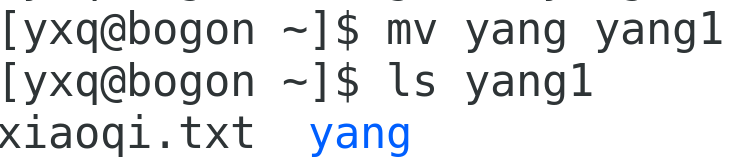 [yxq@bogon ~]$ mv yang yang1
[yxq@bogon ~]$ ls yang1
xiaoqi.txt  yang